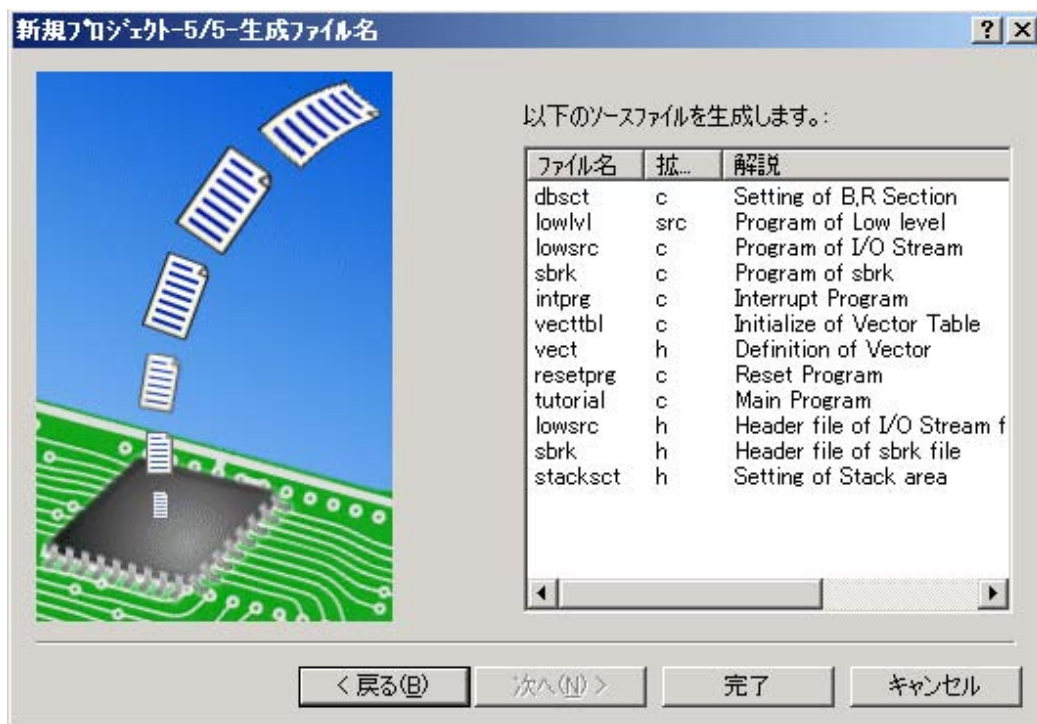 新規プロジェクト-5/5-生成ファイル名
以下のソースファイルを生成します。:
ファイル名 拡... 解説
dbsct c Setting of B,R Section
lowlvl src Program of Low level
lowsrc c Program of I/O Stream
sbrk c Program of sbrk
intprg c Interrupt Program
vecttbl c Initialize of Vector Table
vect h Definition of Vector
resetprg c Reset Program
tutorial c Main Program
lowsrc h Header file of I/O Stream f
sbrk h Header file of sbrk file
stacksct h Setting of Stack area
< 戻る(B) 次へ(N) > 完了 キャンセル